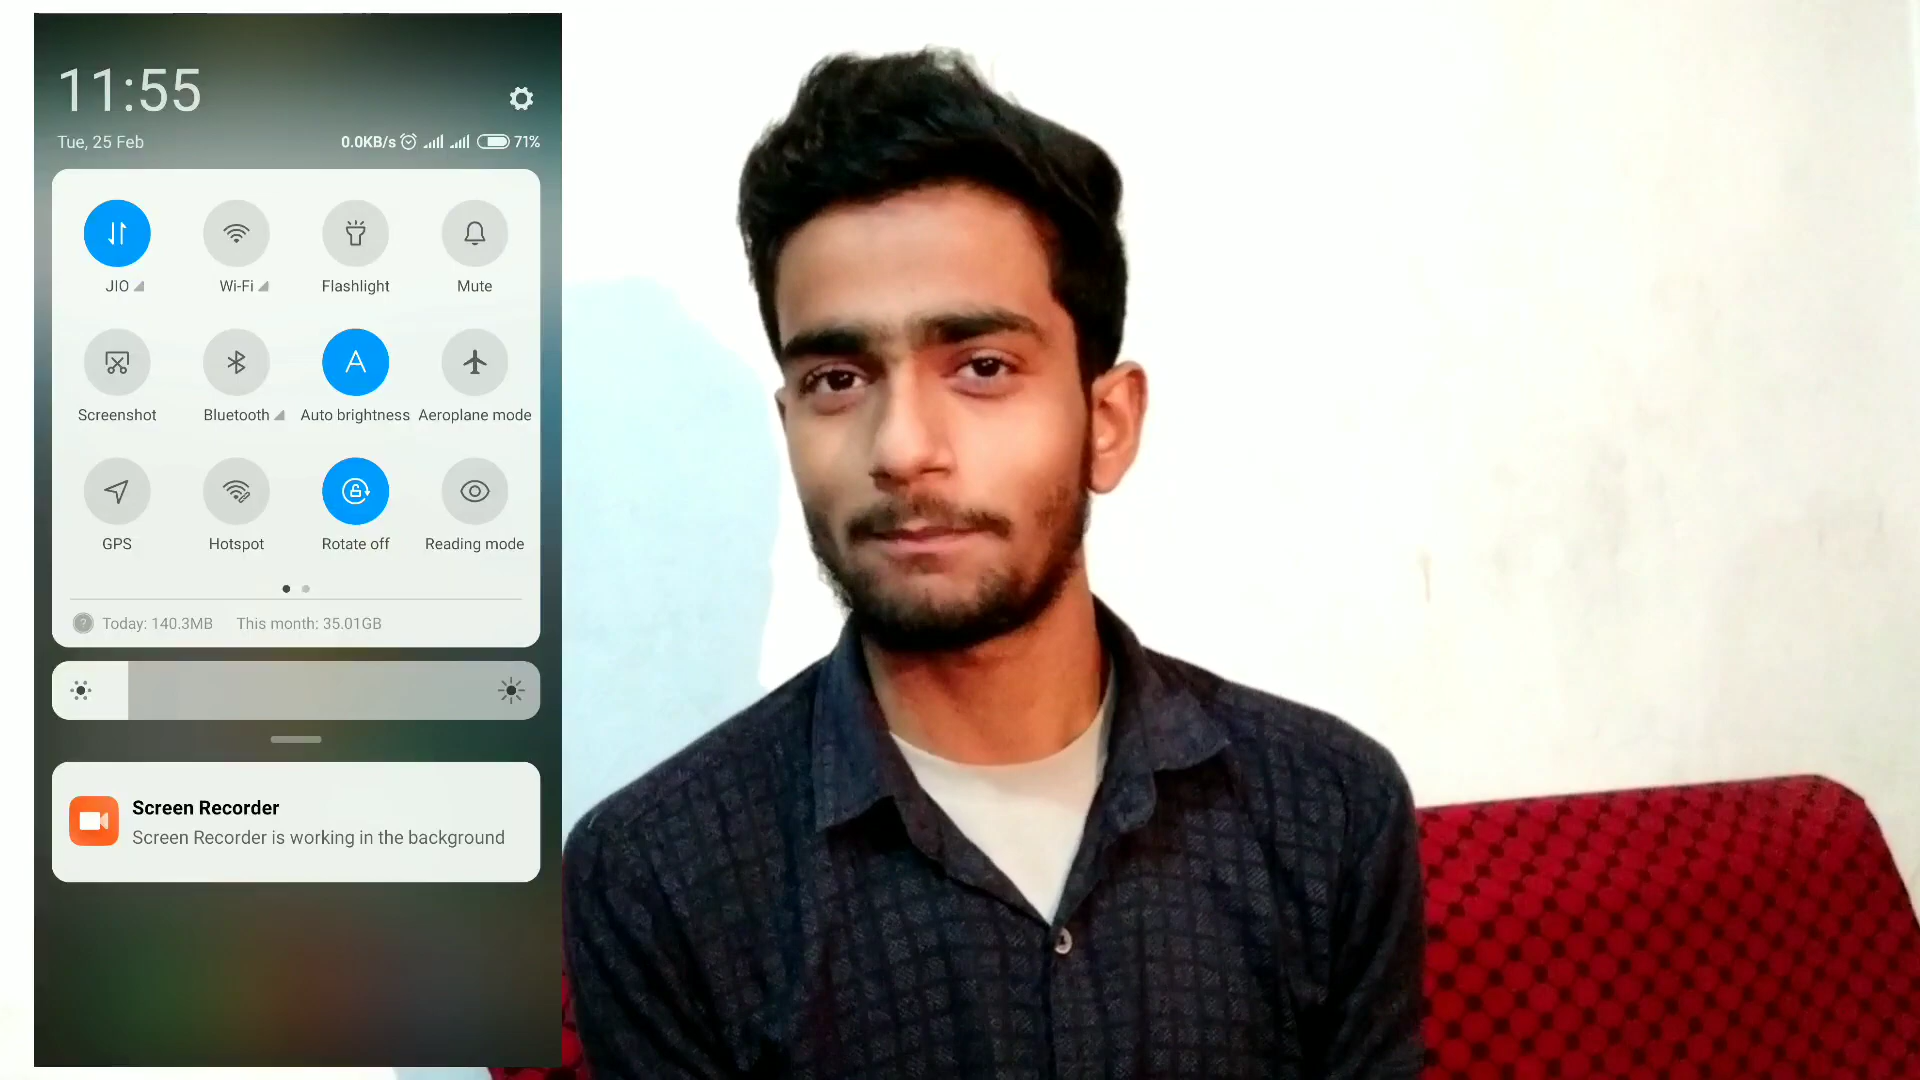 11:55
Tue, 25 Feb
0.0KB/s 71%
JIO Wi-Fi Flashlight Mute
Screenshot Bluetooth Auto brightness Aeroplane mode
GPS Hotspot Rotate off Reading mode
Today: 140.3MB This month: 35.01GB
Screen Recorder
Screen Recorder is working in the background